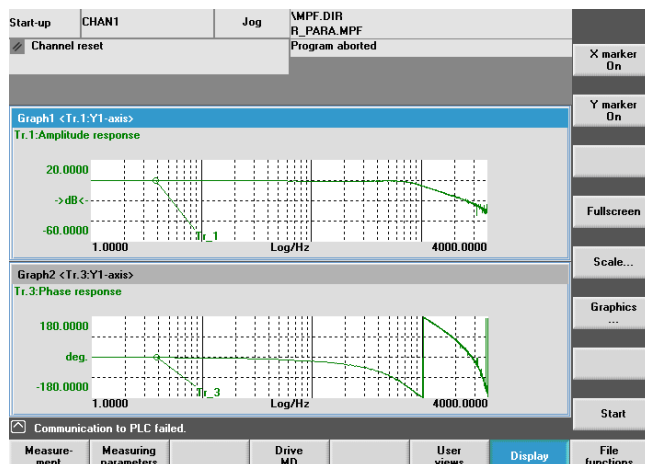 Start-up CHAN1 Jog \MPF.DIR
R_PARA.MPF
Channel reset Program aborted
X marker
On
Y marker
On
Graph1 <Tr.1:Y1-axis>
Tr.1:Amplitude response
20.0000
->dB<-
-60.0000
Tr_1
1.0000 Log/Hz 4000.0000
Fullscreen
Scale...
Graph2 <Tr.3:Y1-axis>
Tr.3:Phase response
Graphics
...
180.0000
deg.
-180.0000
Tr_3
1.0000 Log/Hz 4000.0000
Start
Communication to PLC failed.
Measure-
ment
Measuring
parameters
Drive
MD
User
views
Display
File
functions